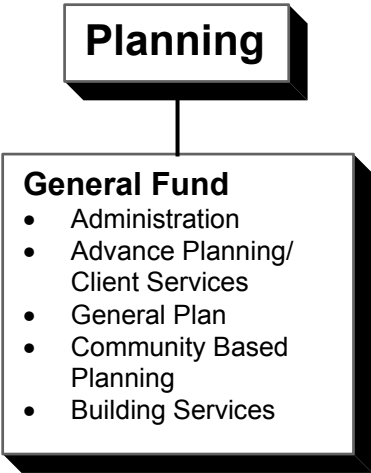 Planning
General Fund
• Administration
• Advance Planning/
Client Services
• General Plan
• Community Based
Planning
• Building Services